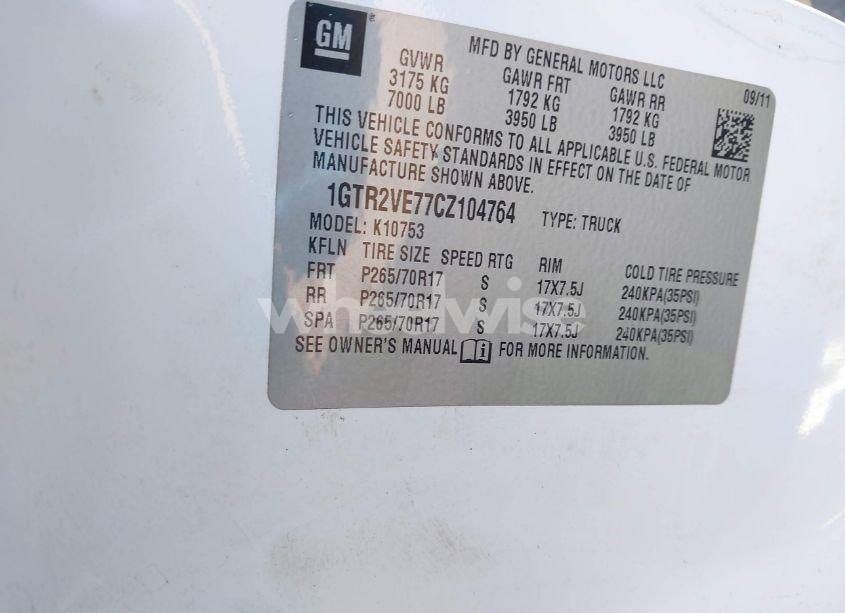 GM
MFD BY GENERAL MOTORS LLC
GVWR GAWR FRT GAWR RR 09/11
3175 KG 1792 KG 1792 KG
7000 LB 3950 LB 3950 LB
THIS VEHICLE CONFORMS TO ALL APPLICABLE U.S. FEDERAL MOTOR
VEHICLE SAFETY STANDARDS IN EFFECT ON THE DATE OF
MANUFACTURE SHOWN ABOVE.
1GTR2VE77CZ104764 TYPE: TRUCK
MODEL: K10753
KFLN TIRE SIZE SPEED RTG RIM COLD TIRE PRESSURE
FRT P265/70R17 S 17X7.5J 240KPA(35PSI)
RR P265/70R17 S 17X7.5J 240KPA(35PSI)
SPA P265/70R17 S 17X7.5J 240KPA(35PSI)
SEE OWNER'S MANUAL FOR MORE INFORMATION.
wheelwise